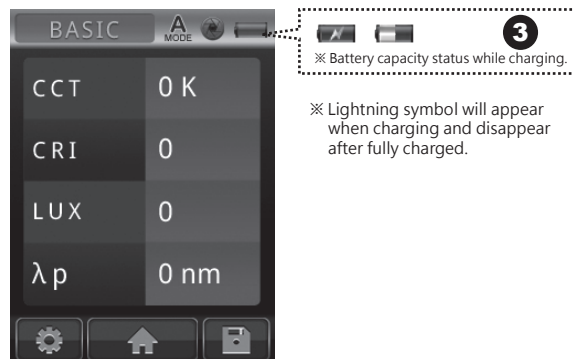 BASIC
A
MODE
CCT 0 K
CRI 0
LUX 0
λp 0 nm
3
※ Battery capacity status while charging.
※ Lightning symbol will appear
when charging and disappear
after fully charged.